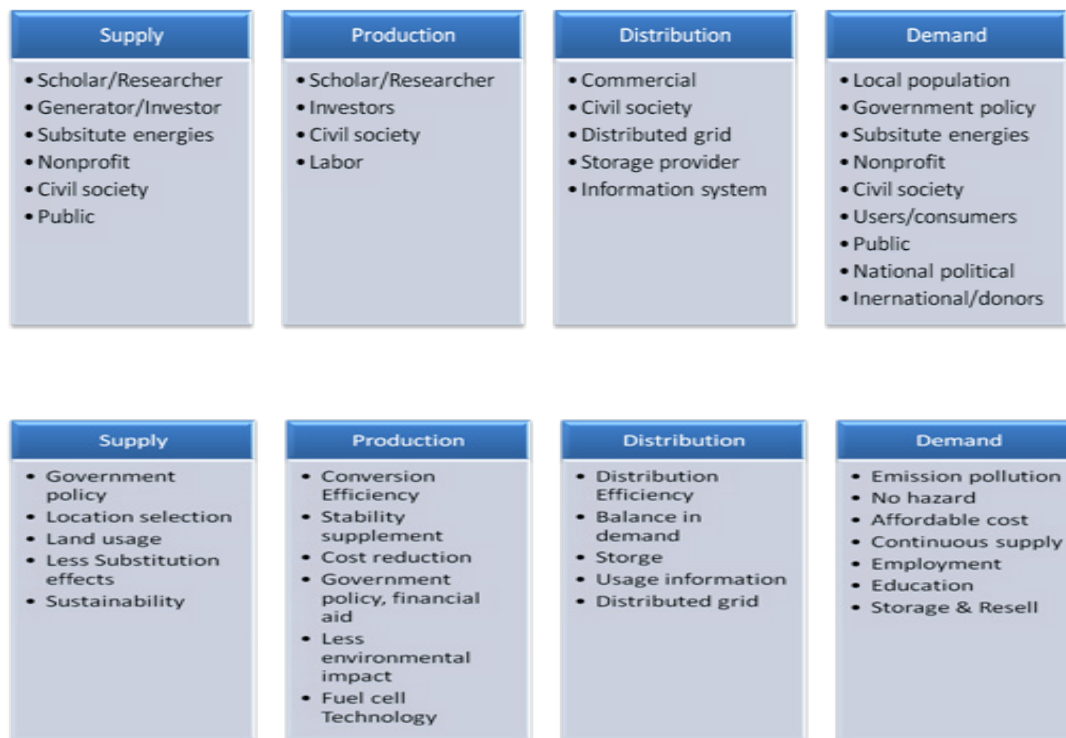 Supply
• Scholar/Researcher
• Generator/Investor
• Subsitute energies
• Nonprofit
• Civil society
• Public
Production
• Scholar/Researcher
• Investors
• Civil society
• Labor
Distribution
• Commercial
• Civil society
• Distributed grid
• Storage provider
• Information system
Demand
• Local population
• Government policy
• Subsitute energies
• Nonprofit
• Civil society
• Users/consumers
• Public
• National political
• Inernational/donors
Supply
• Government
policy
• Location selection
• Land usage
• Less Substitution
effects
• Sustainability
Production
• Conversion
Efficiency
• Stability
supplement
• Cost reduction
• Government
policy, financial
aid
• Less
environmental
impact
• Fuel cell
Technology
Distribution
• Distribution
Efficiency
• Balance in
demand
• Storge
• Usage information
• Distributed grid
Demand
• Emission pollution
• No hazard
• Affordable cost
• Continuous supply
• Employment
• Education
• Storage & Resell